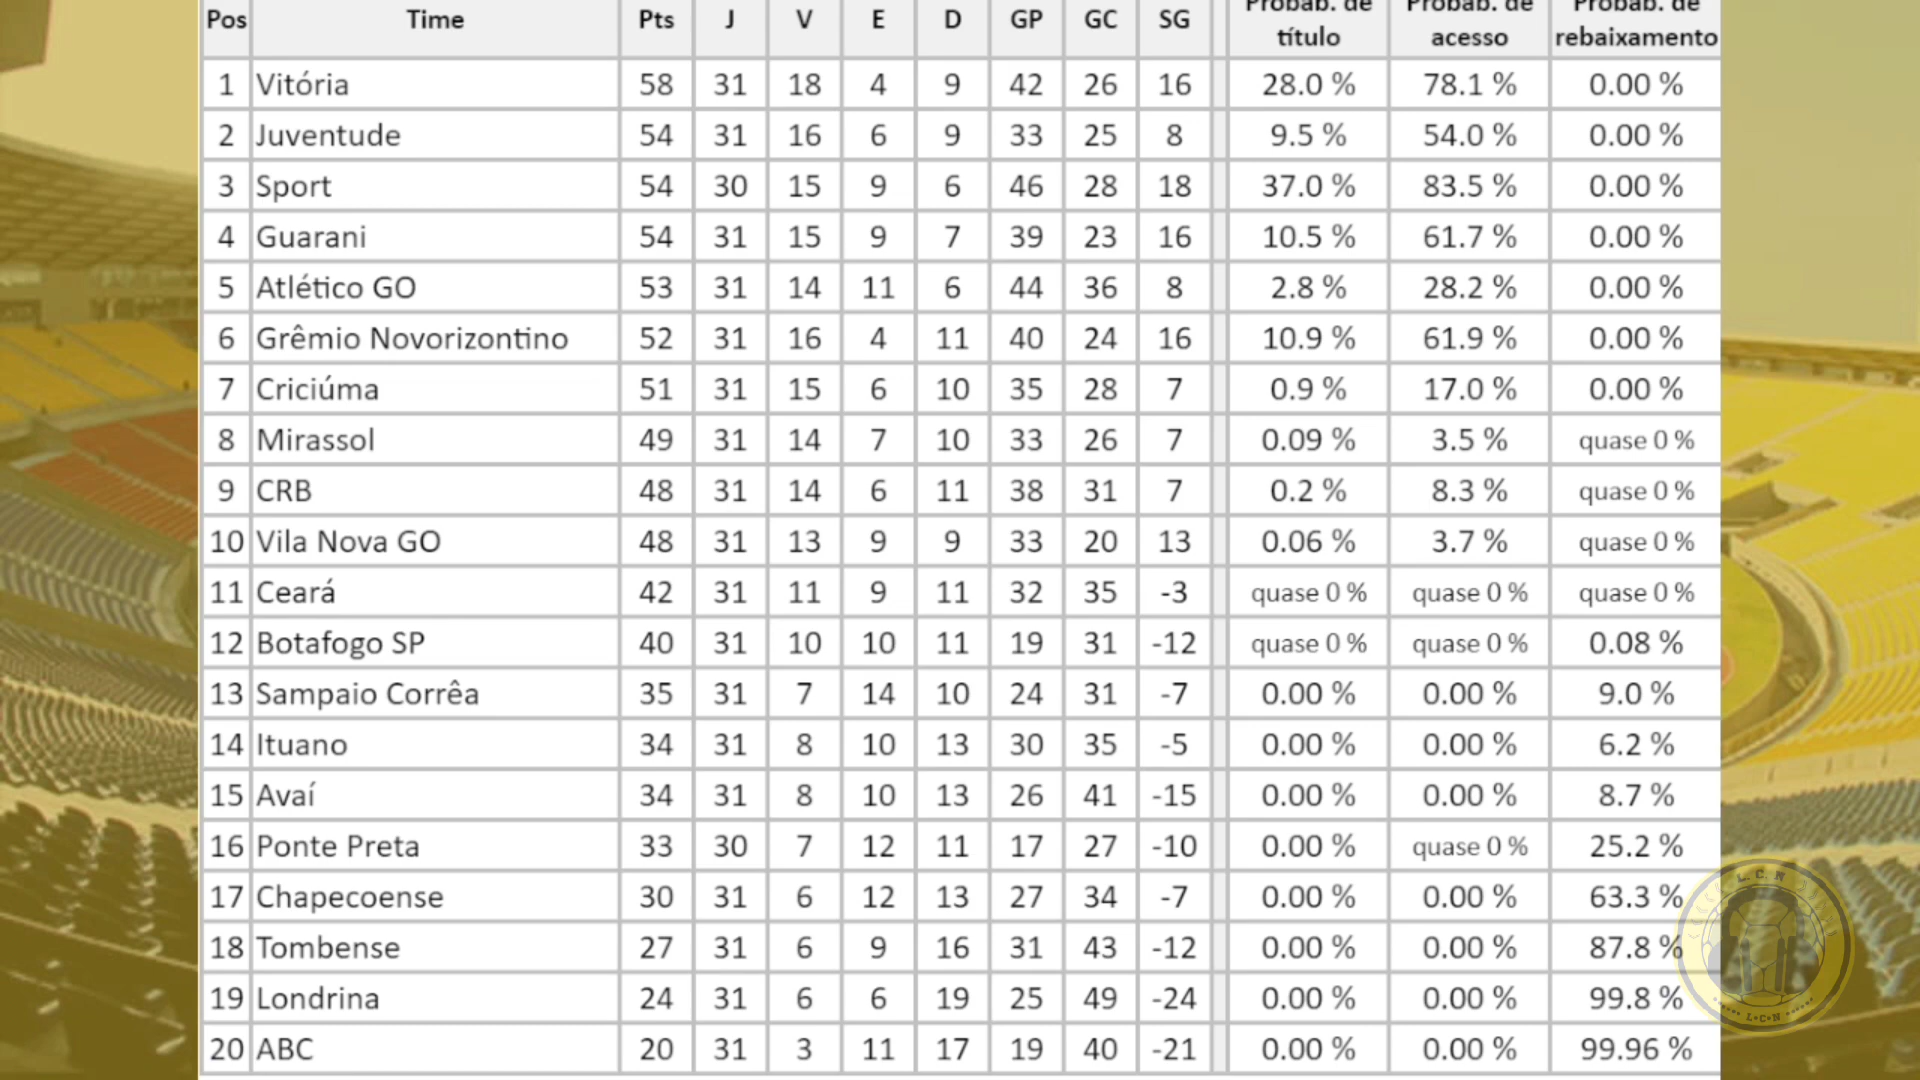 Pos Time Pts J V E D GP GC SG Probab. de título Probab. de acesso Probab. de rebaixamento
1 Vitória 58 31 18 4 9 42 26 16 28.0 % 78.1 % 0.00 %
2 Juventude 54 31 16 6 9 33 25 8 9.5 % 54.0 % 0.00 %
3 Sport 54 30 15 9 6 46 28 18 37.0 % 83.5 % 0.00 %
4 Guarani 54 31 15 9 7 39 23 16 10.5 % 61.7 % 0.00 %
5 Atlético GO 53 31 14 11 6 44 36 8 2.8 % 28.2 % 0.00 %
6 Grêmio Novorizontino 52 31 16 4 11 40 24 16 10.9 % 61.9 % 0.00 %
7 Criciúma 51 31 15 6 10 35 28 7 0.9 % 17.0 % 0.00 %
8 Mirassol 49 31 14 7 10 33 26 7 0.09 % 3.5 % quase 0 %
9 CRB 48 31 14 6 11 38 31 7 0.2 % 8.3 % quase 0 %
10 Vila Nova GO 48 31 13 9 9 33 20 13 0.06 % 3.7 % quase 0 %
11 Ceará 42 31 11 9 11 32 35 -3 quase 0 % quase 0 % quase 0 %
12 Botafogo SP 40 31 10 10 11 19 31 -12 quase 0 % quase 0 % 0.08 %
13 Sampaio Corrêa 35 31 7 14 10 24 31 -7 0.00 % 0.00 % 9.0 %
14 Ituano 34 31 8 10 13 30 35 -5 0.00 % 0.00 % 6.2 %
15 Avaí 34 31 8 10 13 26 41 -15 0.00 % 0.00 % 8.7 %
16 Ponte Preta 33 30 7 12 11 17 27 -10 0.00 % quase 0 % 25.2 %
17 Chapecoense 30 31 6 12 13 27 34 -7 0.00 % 0.00 % 63.3 %
18 Tombense 27 31 6 9 16 31 43 -12 0.00 % 0.00 % 87.8 %
19 Londrina 24 31 6 6 19 25 49 -24 0.00 % 0.00 % 99.8 %
20 ABC 20 31 3 11 17 19 40 -21 0.00 % 0.00 % 99.96 %
L.C.N
L•C•N